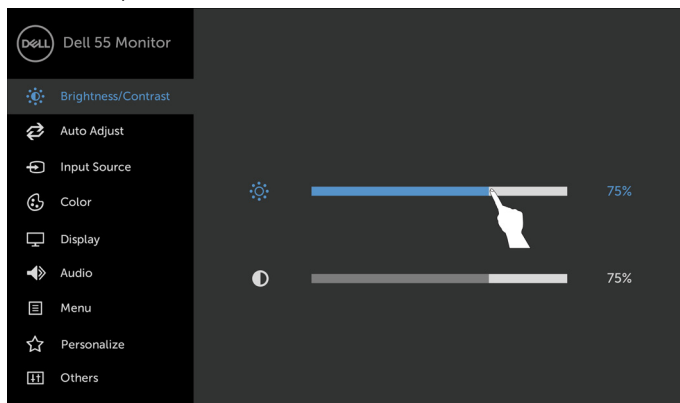 DELL
Dell 55 Monitor
Brightness/Contrast
Auto Adjust
Input Source
Color
Display
Audio
Menu
Personalize
Others
75%
75%